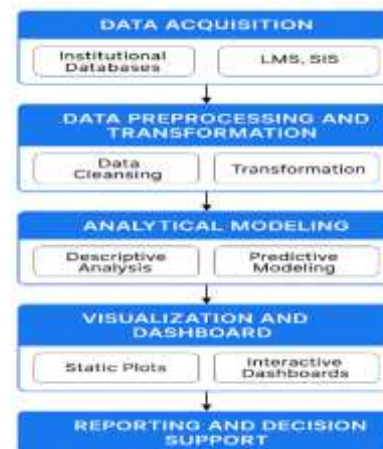 DATA ACQUISITION
Institutional
Databases
LMS, SIS
DATA PREPROCESSING AND
TRANSFORMATION
Data
Cleansing
Transformation
ANALYTICAL MODELING
Descriptive
Analysis
Predictive
Modeling
VISUALIZATION AND
DASHBOARD
Static Plots
Interactive
Dashboards
REPORTING AND DECISION
SUPPORT